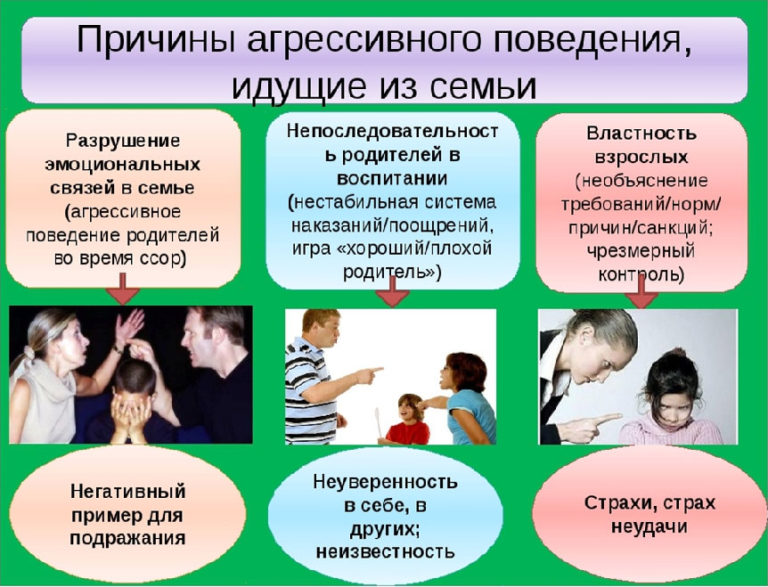 Причины агрессивного поведения,
идущие из семьи
Разрушение
эмоциональных
связей в семье
(агрессивное
поведение родителей
во время ссор)
Непоследовательност
ь родителей в
воспитании
(нестабильная система
наказаний/поощрений,
игра «хороший/плохой
родитель»)
Властность
взрослых
(необъяснение
требований/норм/
причин/санкций;
чрезмерный
контроль)
Негативный
пример для
подражания
Неуверенность
в себе, в
других;
неизвестность
Страхи, страх
неудачи